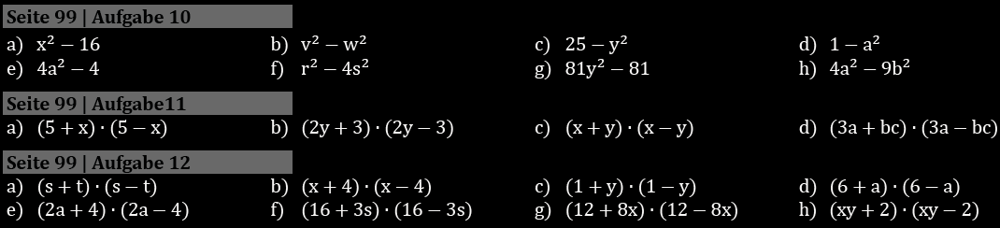 Seite 99 | Aufgabe 10
a) x² – 16 b) v² – w² c) 25 – y² d) 1 – a²
e) 4a² – 4 f) r² – 4s² g) 81y² – 81 h) 4a² – 9b²
Seite 99 | Aufgabe11
a) (5 + x) · (5 – x) b) (2y + 3) · (2y – 3) c) (x + y) · (x – y) d) (3a + bc) · (3a – bc)
Seite 99 | Aufgabe 12
a) (s + t) · (s – t) b) (x + 4) · (x – 4) c) (1 + y) · (1 – y) d) (6 + a) · (6 – a)
e) (2a + 4) · (2a – 4) f) (16 + 3s) · (16 – 3s) g) (12 + 8x) · (12 – 8x) h) (xy + 2) · (xy – 2)